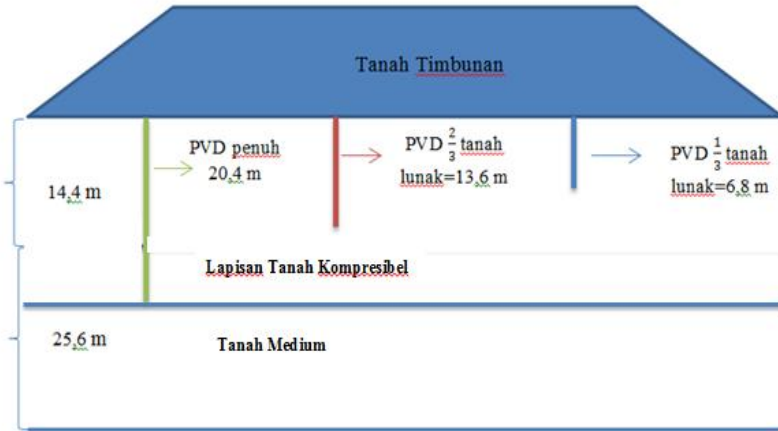 Tanah Timbunan
PVD penuh
20,4 m
PVD 2/3 tanah
lunak=13,6 m
PVD 1/3 tanah
lunak=6,8 m
14,4 m
Lapisan Tanah Kompresibel
25,6 m
Tanah Medium